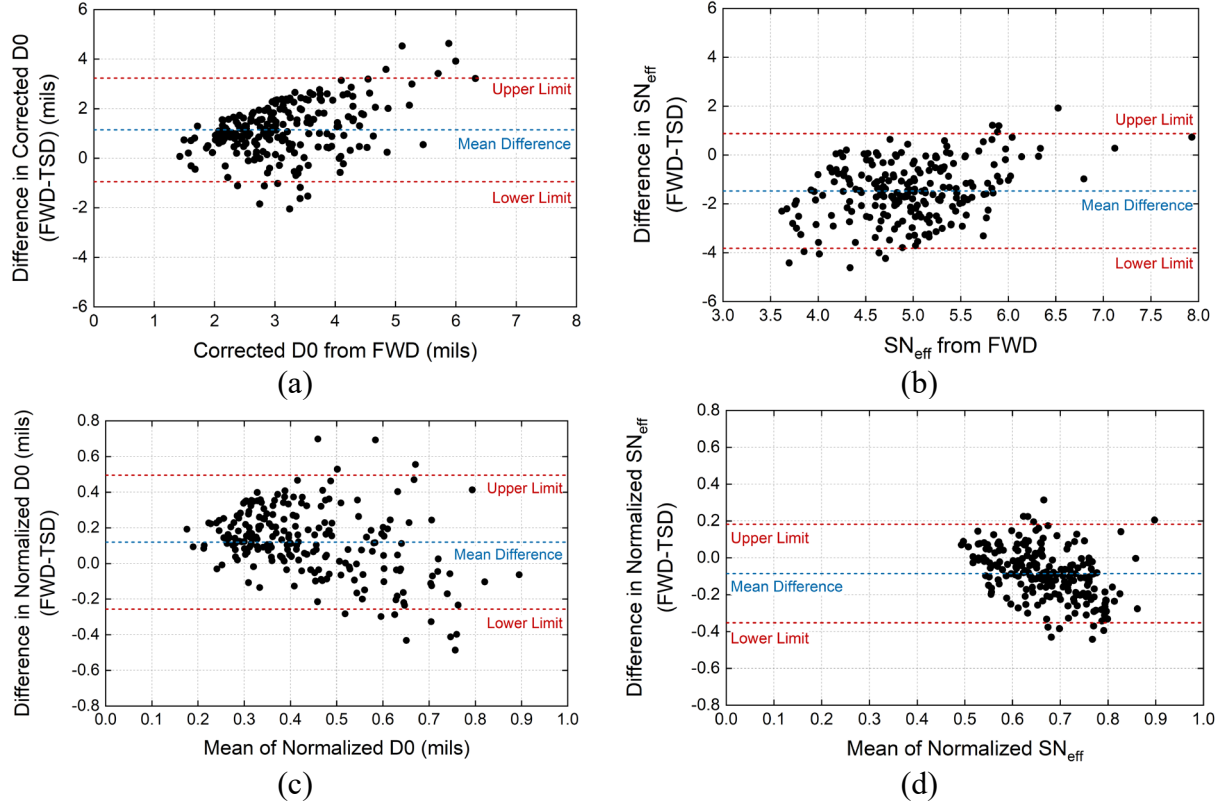 6
4
2
0
-2
-4
-6
Difference in Corrected D0
(FWD-TSD) (mils)
Upper Limit
Mean Difference
Lower Limit
0 1 2 3 4 5 6 7 8
Corrected D0 from FWD (mils)
(a)
6
4
2
0
-2
-4
-6
Difference in SNeff
(FWD-TSD)
Upper Limit
Mean Difference
Lower Limit
3.0 3.5 4.0 4.5 5.0 5.5 6.0 6.5 7.0 7.5 8.0
SNeff from FWD
(b)
0.8
0.6
0.4
0.2
0.0
-0.2
-0.4
-0.6
-0.8
Difference in Normalized D0 (mils)
(FWD-TSD)
Upper Limit
Mean Difference
Lower Limit
0.0 0.1 0.2 0.3 0.4 0.5 0.6 0.7 0.8 0.9 1.0
Mean of Normalized D0 (mils)
(c)
0.8
0.6
0.4
0.2
0.0
-0.2
-0.4
-0.6
-0.8
Difference in Normalized SNeff
(FWD-TSD)
Upper Limit
Mean Difference
Lower Limit
0.0 0.1 0.2 0.3 0.4 0.5 0.6 0.7 0.8 0.9 1.0
Mean of Normalized SNeff
(d)